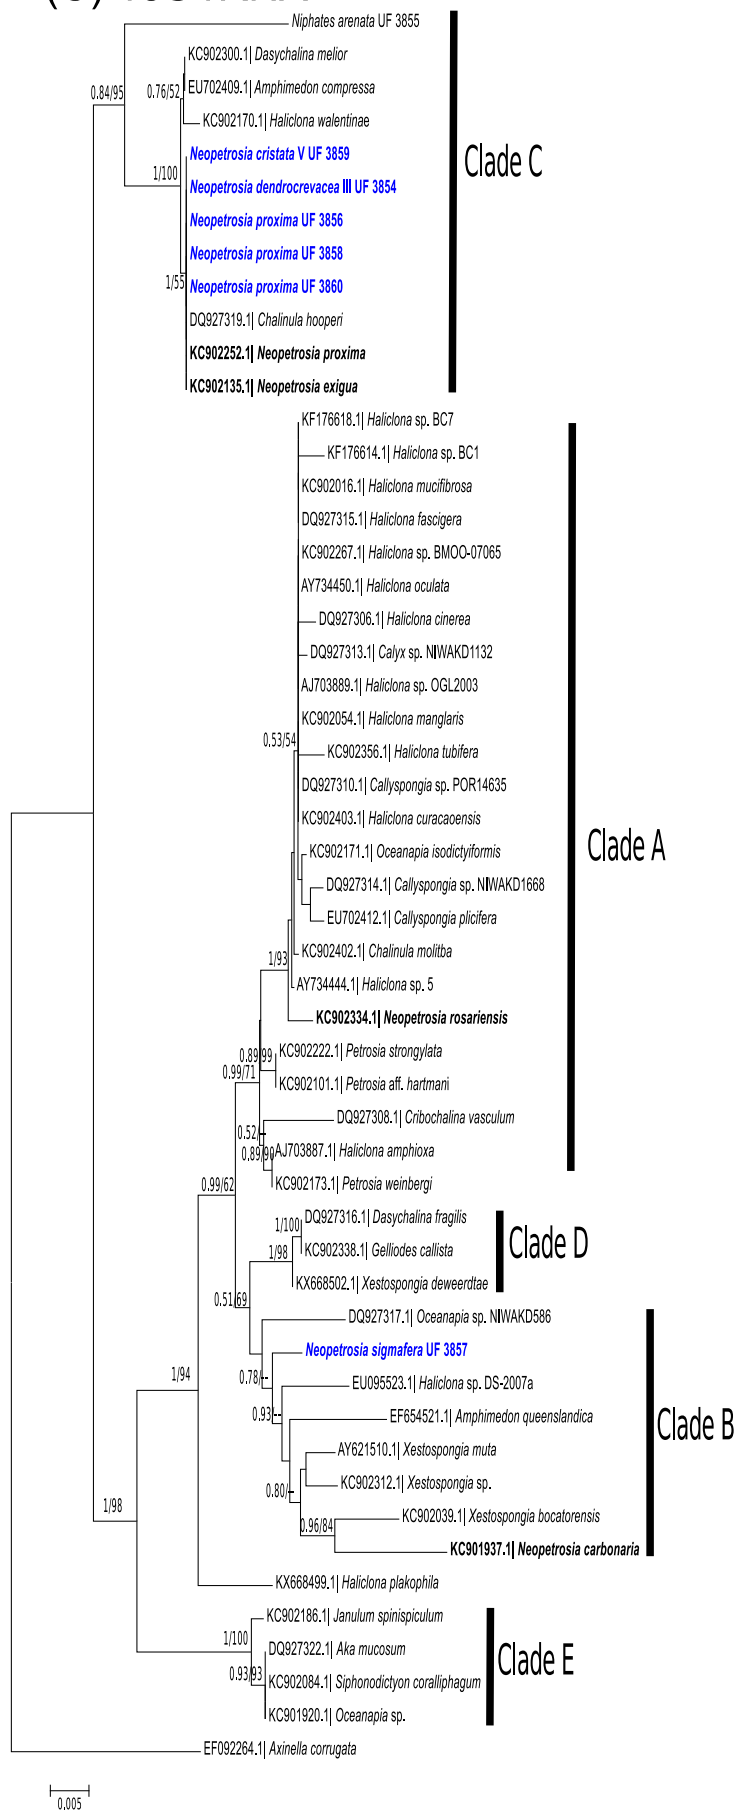 Niphates arenata UF 3855
KC902300.1| Dasychalina melior
0.84/95
0.76/52
EU702409.1| Amphimedon compressa
KC902170.1| Haliclona walentinae
Clade C
Neopetrosia cristata V UF 3859
1/100
Neopetrosia dendrocrevacea III UF 3854
Neopetrosia proxima UF 3856
Neopetrosia proxima UF 3858
1/55
Neopetrosia proxima UF 3860
DQ927319.1| Chalinula hooperi
KC902252.1| Neopetrosia proxima
KC902135.1| Neopetrosia exigua
KF176618.1| Haliclona sp. BC7
KF176614.1| Haliclona sp. BC1
KC902016.1| Haliclona mucifibrosa
DQ927315.1| Haliclona fascigera
KC902267.1| Haliclona sp. BMOO-07065
AY734450.1| Haliclona oculata
DQ927306.1| Haliclona cinerea
DQ927313.1| Calyx sp. NIWAKD1132
AJ703889.1| Haliclona sp. OGL2003
KC902054.1| Haliclona manglaris
0.53/54
KC902356.1| Haliclona tubifera
DQ927310.1| Callyspongia sp. POR14635
KC902403.1| Haliclona curacaoensis
Clade A
KC902171.1| Oceanapia isodictyiformis
DQ927314.1| Callyspongia sp. NIWAKD1668
EU702412.1| Callyspongia plicifera
KC902402.1| Chalinula molitba
1/93
AY734444.1| Haliclona sp. 5
KC902334.1| Neopetrosia rosariensis
KC902222.1| Petrosia strongylata
0.89/99
0.99/71
KC902101.1| Petrosia aff. hartmani
DQ927308.1| Cribochalina vasculum
0.52/-
AJ703887.1| Haliclona amphioxa
0.89/90
KC902173.1| Petrosia weinbergi
0.99/62
DQ927316.1| Dasychalina fragilis
1/100
KC902338.1| Gelliodes callista
Clade D
1/98
KX668502.1| Xestospongia deweerdtae
0.51/69
DQ927317.1| Oceanapia sp. NIWAKD586
Neopetrosia sigmafera UF 3857
0.78/-
EU095523.1| Haliclona sp. DS-2007a
1/94
0.93/-
EF654521.1| Amphimedon queenslandica
Clade B
AY621510.1| Xestospongia muta
KC902312.1| Xestospongia sp.
0.80/-
KC902039.1| Xestospongia bocatorensis
1/98
0.96/84
KC901937.1| Neopetrosia carbonaria
KX668499.1| Haliclona plakophila
KC902186.1| Janulum spinispiculum
1/100
DQ927322.1| Aka mucosum
Clade E
0.93/93
KC902084.1| Siphonodictyon coralliphagum
KC901920.1| Oceanapia sp.
EF092264.1| Axinella corrugata
0.005